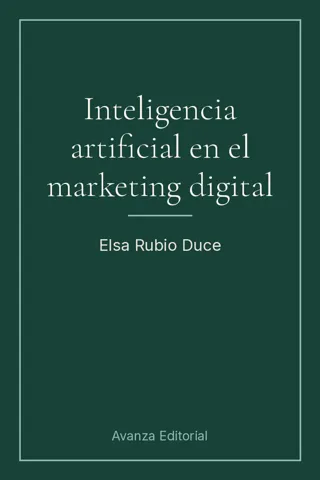 Inteligencia
artificial en el
marketing digital
Elsa Rubio Duce
Avanza Editorial